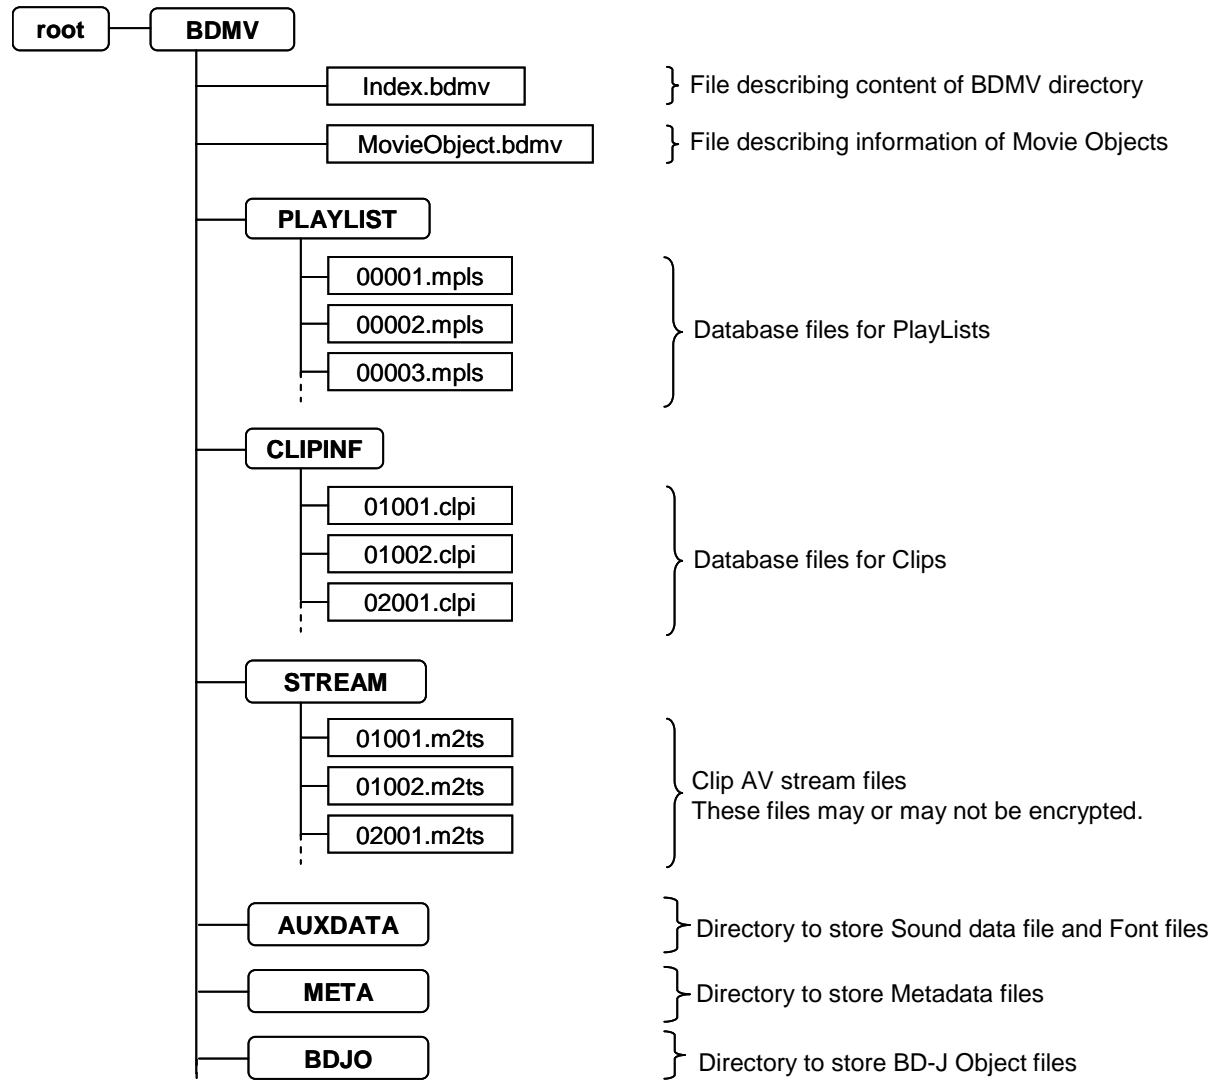 root
BDMV
Index.bdmv
File describing content of BDMV directory
MovieObject.bdmv
File describing information of Movie Objects
PLAYLIST
00001.mpls
00002.mpls
00003.mpls
Database files for PlayLists
CLIPINF
01001.clpi
01002.clpi
02001.clpi
Database files for Clips
STREAM
01001.m2ts
01002.m2ts
02001.m2ts
Clip AV stream files
These files may or may not be encrypted.
AUXDATA
Directory to store Sound data file and Font files
META
Directory to store Metadata files
BDJO
Directory to store BD-J Object files